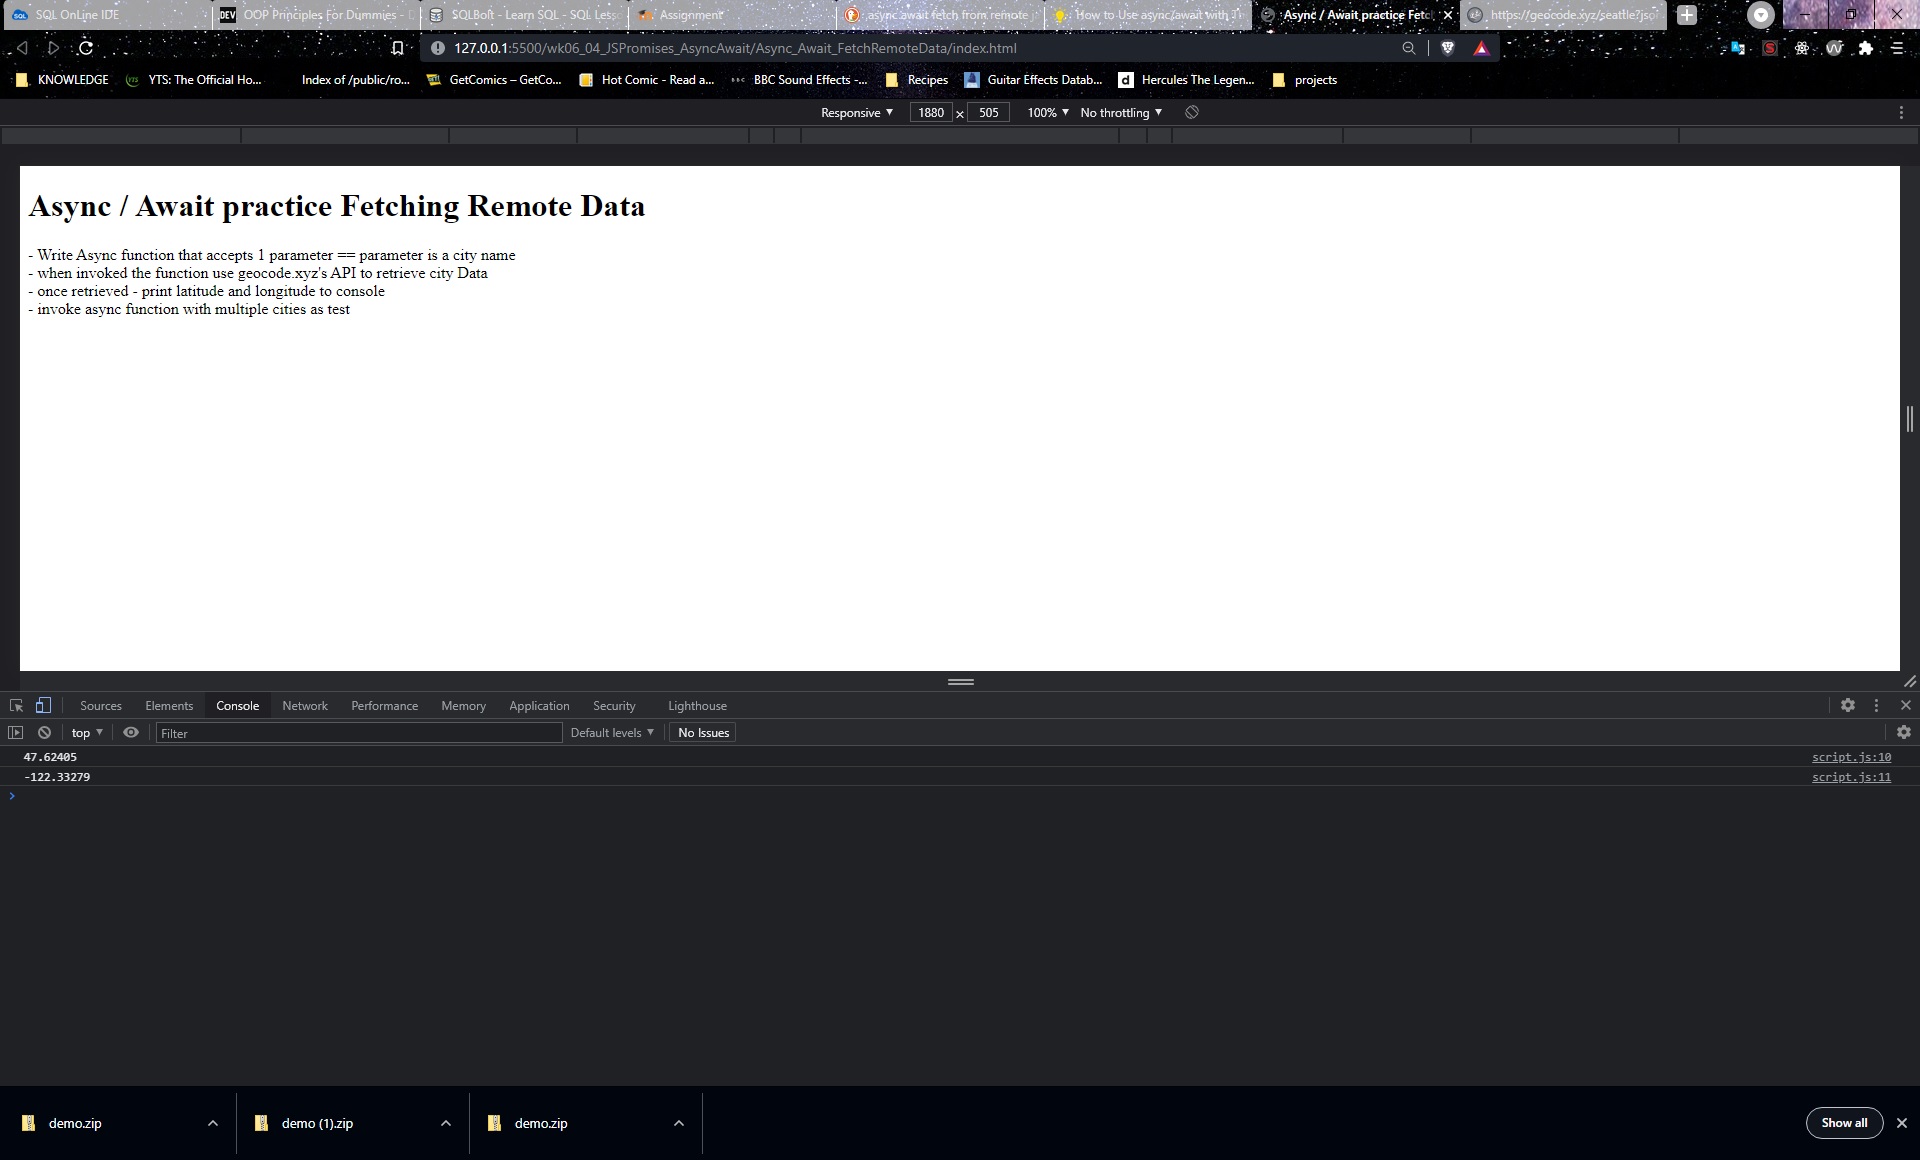 SQL OnLine IDE
OOP Principles For Dummies -
SQLBolt - Learn SQL - SQL Less
Assignment
async await fetch from remote
How to Use async/await with
Async / Await practice Fetc
https://geocode.xyz/seattle?jso
127.0.0.1:5500/wk06_04_JSPromises_AsyncAwait/Async_Await_FetchRemoteData/index.html
KNOWLEDGE
YTS: The Official Ho...
Index of /public/ro...
GetComics – GetCo...
Hot Comic - Read a...
BBC Sound Effects -...
Recipes
Guitar Effects Datab...
Hercules The Legen...
projects
Responsive ▼ 1880 × 505 100% ▼ No throttling ▼
Async / Await practice Fetching Remote Data
- Write Async function that accepts 1 parameter == parameter is a city name
- when invoked the function use geocode.xyz's API to retrieve city Data
- once retrieved - print latitude and longitude to console
- invoke async function with multiple cities as test
Sources Elements Console Network Performance Memory Application Security Lighthouse
top ▼ Filter Default levels ▼ No Issues
47.62405 script.js:10
-122.33279 script.js:11
>
demo.zip demo (1).zip demo.zip Show all